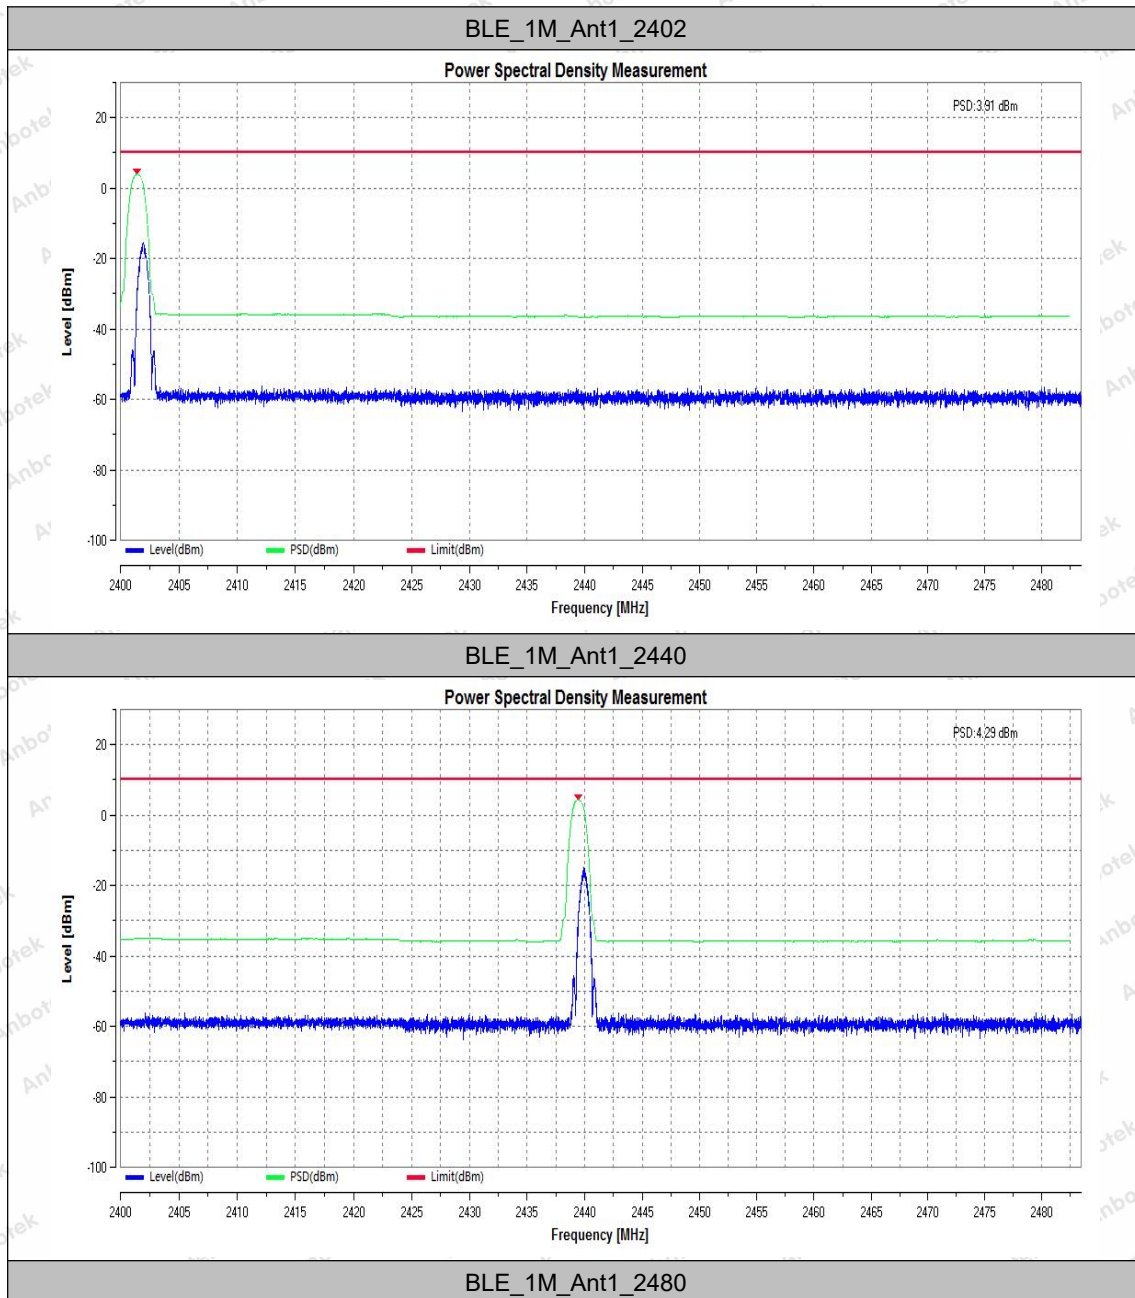 BLE_1M_Ant1_2402
Power Spectral Density Measurement
PSD:3.91 dBm
20
0
-20
-40
-60
-80
-100
Level [dBm]
Level(dBm) PSD(dBm) Limit(dBm)
2400 2405 2410 2415 2420 2425 2430 2435 2440 2445 2450 2455 2460 2465 2470 2475 2480
Frequency [MHz]
BLE_1M_Ant1_2440
Power Spectral Density Measurement
PSD:4.29 dBm
20
0
-20
-40
-60
-80
-100
Level [dBm]
Level(dBm) PSD(dBm) Limit(dBm)
2400 2405 2410 2415 2420 2425 2430 2435 2440 2445 2450 2455 2460 2465 2470 2475 2480
Frequency [MHz]
BLE_1M_Ant1_2480